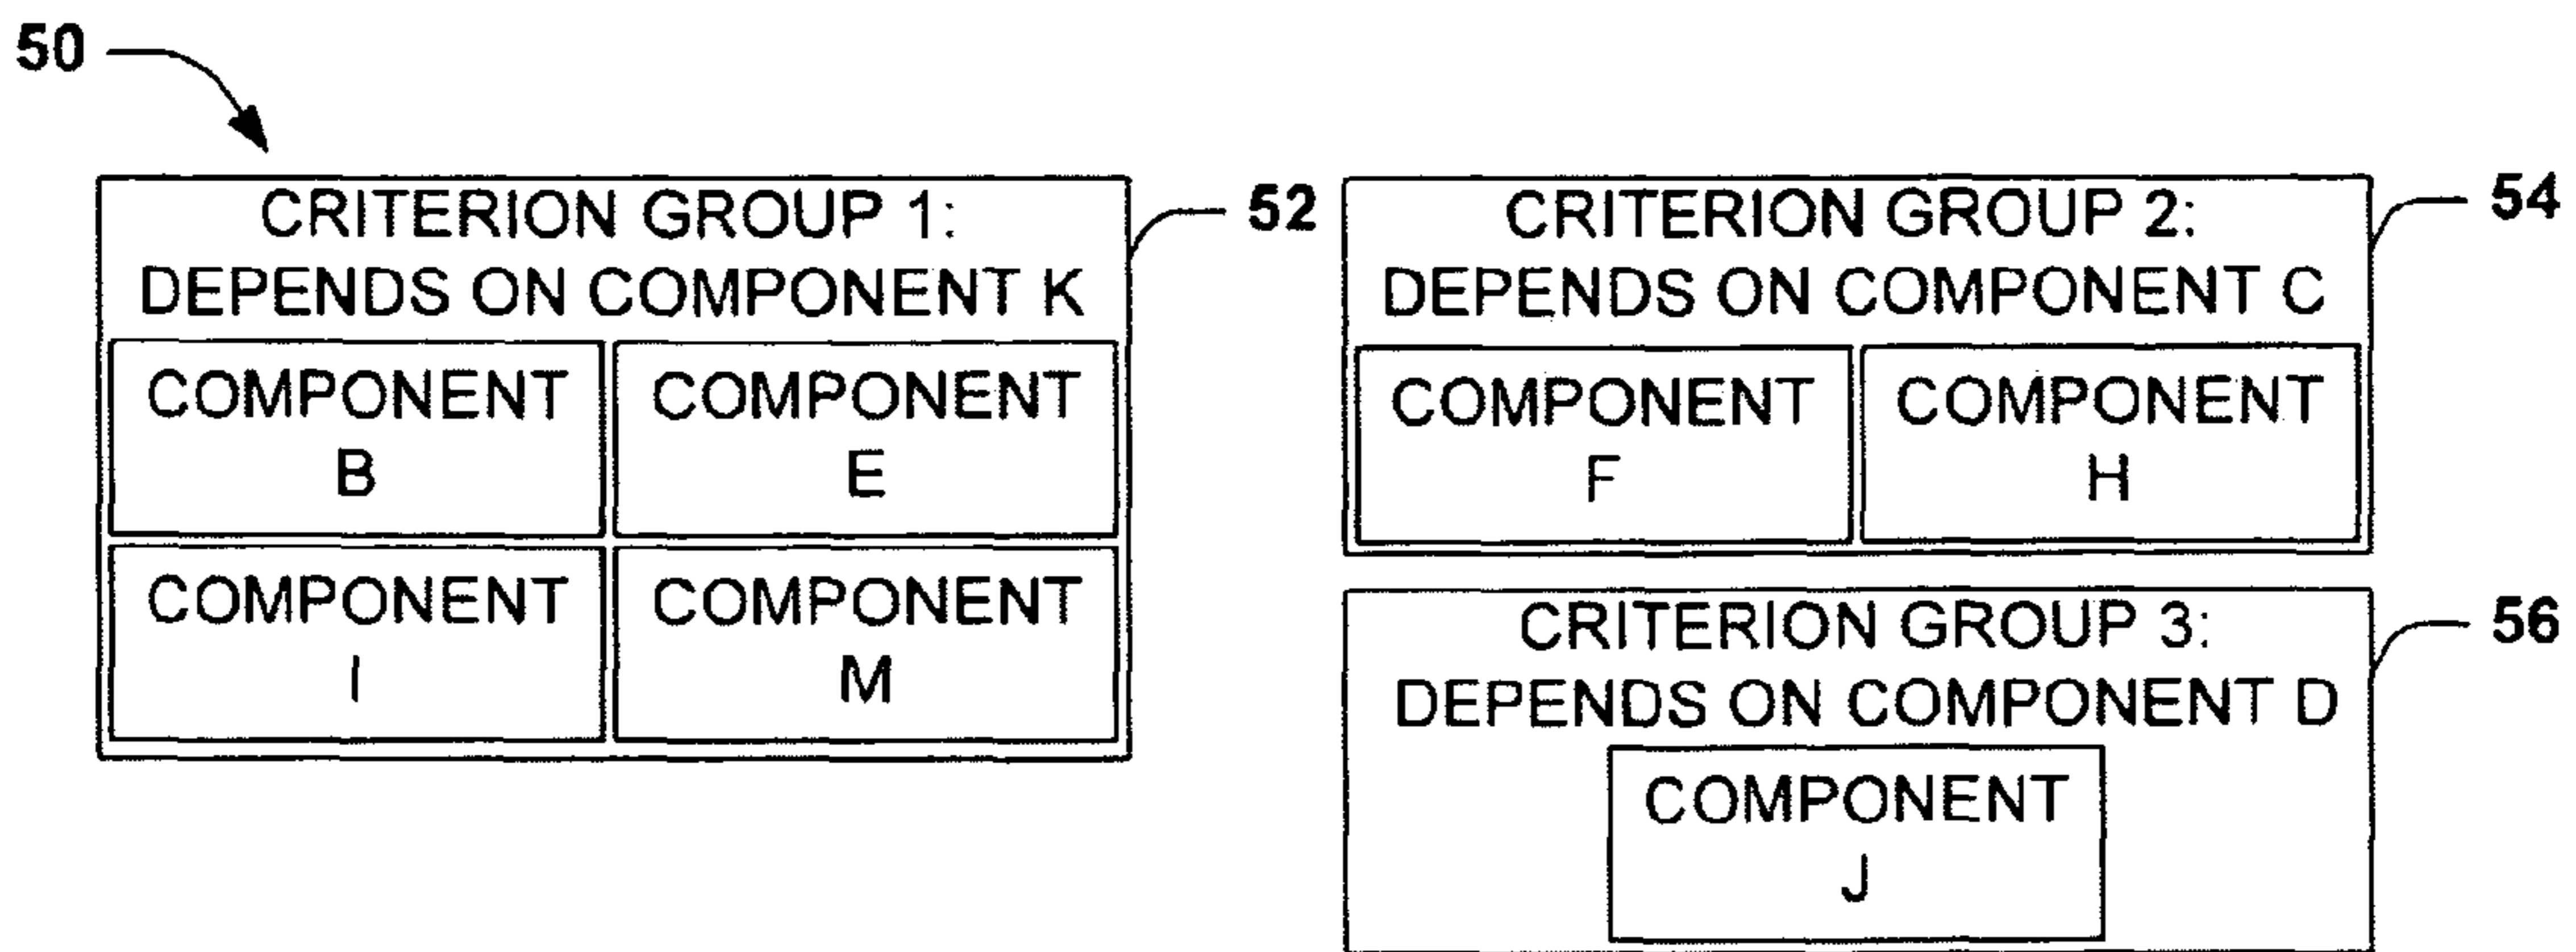 50
CRITERION GROUP 1:
DEPENDS ON COMPONENT K
52
COMPONENT
B
COMPONENT
E
COMPONENT
I
COMPONENT
M
CRITERION GROUP 2:
DEPENDS ON COMPONENT C
54
COMPONENT
F
COMPONENT
H
CRITERION GROUP 3:
DEPENDS ON COMPONENT D
56
COMPONENT
J